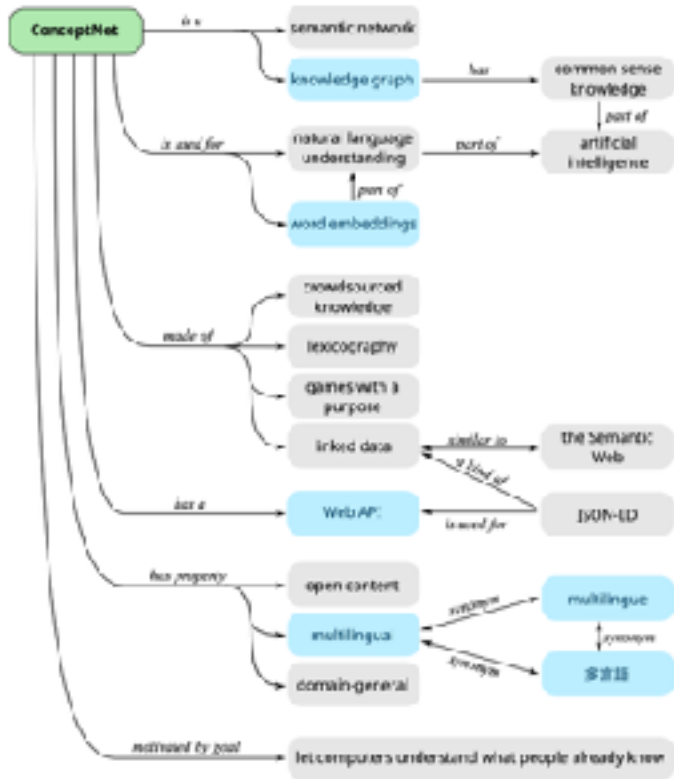 ConceptNet
is a
semantic network
knowledge graph
has
common sense
knowledge
part of
is used for
natural language
understanding
part of
artificial
intelligence
part of
word embeddings
crowdsourced
knowledge
made of
lexicography
games with a
purpose
linked data
similar to
the Semantic
Web
a kind of
has a
Web API
is used for
JSON-LD
has property
open content
synonym
multilingue
multilingual
synonym
synonym
多言語
domain-general
motivated by goal
let computers understand what people already know